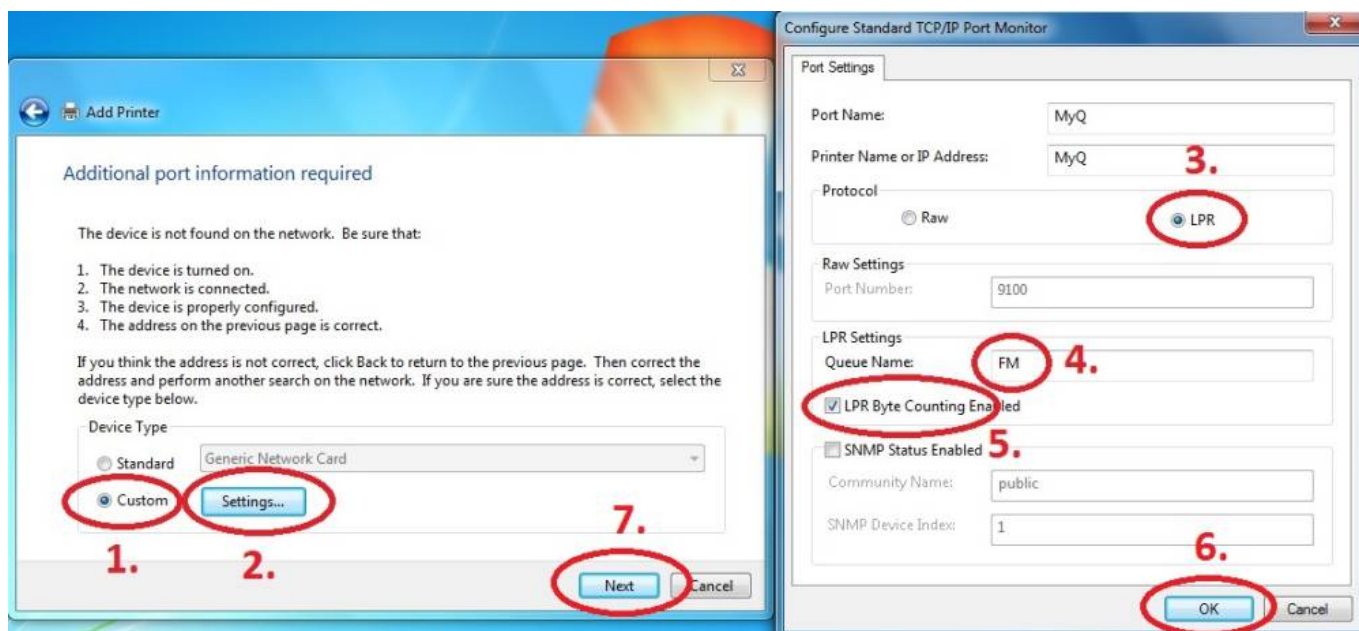 Add Printer
Additional port information required
The device is not found on the network. Be sure that:
1. The device is turned on.
2. The network is connected.
3. The device is properly configured.
4. The address on the previous page is correct.
If you think the address is not correct, click Back to return to the previous page. Then correct the
address and perform another search on the network. If you are sure the address is correct, select the
device type below.
Device Type
Standard Generic Network Card
Custom Settings...
1. 2. 7.
Next Cancel
Configure Standard TCP/IP Port Monitor
Port Settings
Port Name: MyQ
Printer Name or IP Address: MyQ
3.
Protocol
Raw LPR
Raw Settings
Port Number: 9100
LPR Settings
Queue Name: FM 4.
LPR Byte Counting Enabled
5.
SNMP Status Enabled
Community Name: public
SNMP Device Index: 1
6.
OK Cancel